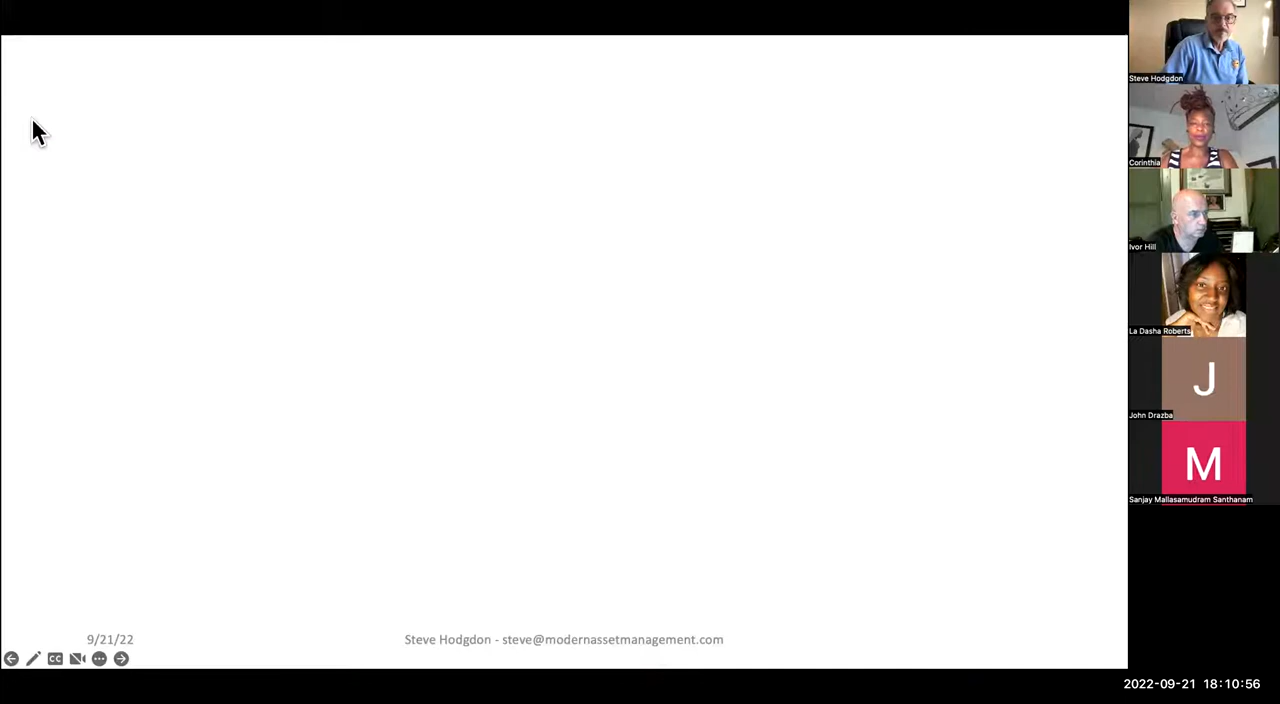 Steve Hodgdon
Corinthia
Ivor Hill
La Dasha Roberts
J
John Drazba
M
Sanjay Mallasamudram Santhanam
9/21/22
Steve Hodgdon - steve@modernassetmanagement.com
CC
2022-09-21 18:10:56